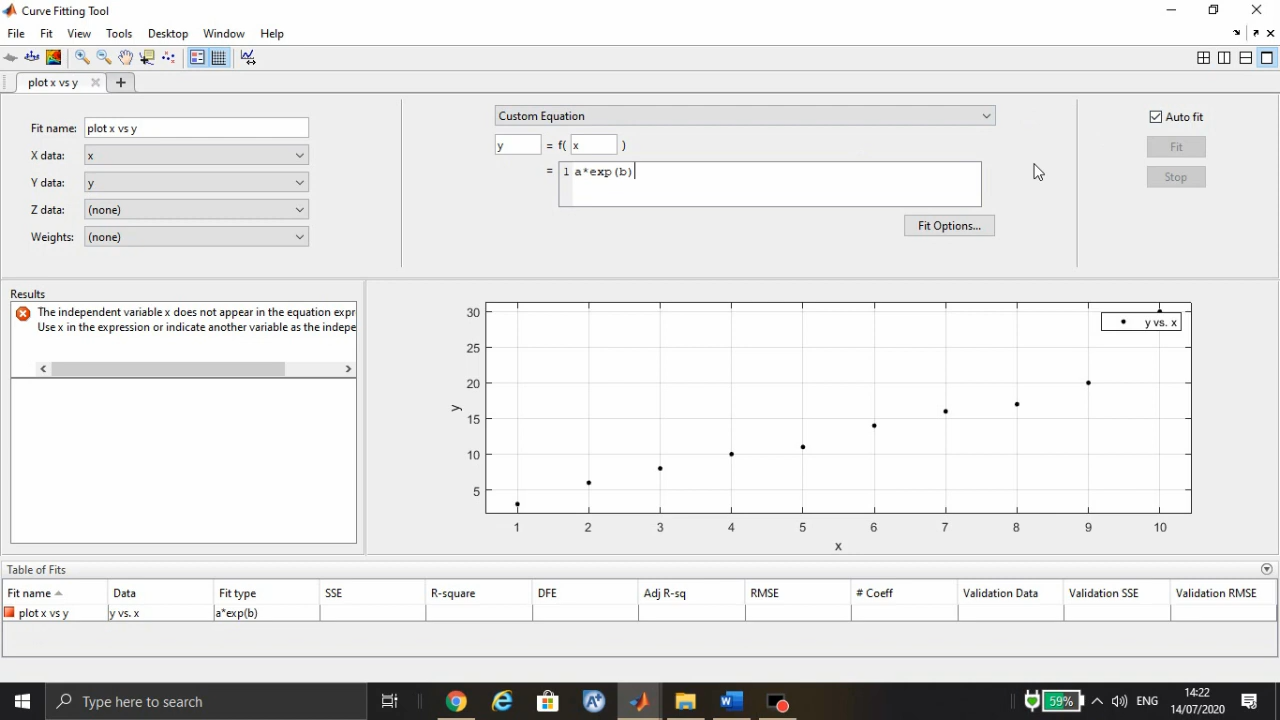 Curve Fitting Tool
File Fit View Tools Desktop Window Help
plot x vs y
Fit name: plot x vs y
X data: x
Y data: y
Z data: (none)
Weights: (none)
Custom Equation
y = f( x )
= 1 a*exp(b)
Fit Options...
Auto fit
Fit
Stop
Results
The independent variable x does not appear in the equation expr
Use x in the expression or indicate another variable as the indepe
y vs. x
30
25
20
15
10
5
y
1 2 3 4 5 6 7 8 9 10
x
Table of Fits
Fit name Data Fit type SSE R-square DFE Adj R-sq RMSE # Coeff Validation Data Validation SSE Validation RMSE
plot x vs y y vs. x a*exp(b)
Type here to search
59%
ENG
14:22
14/07/2020